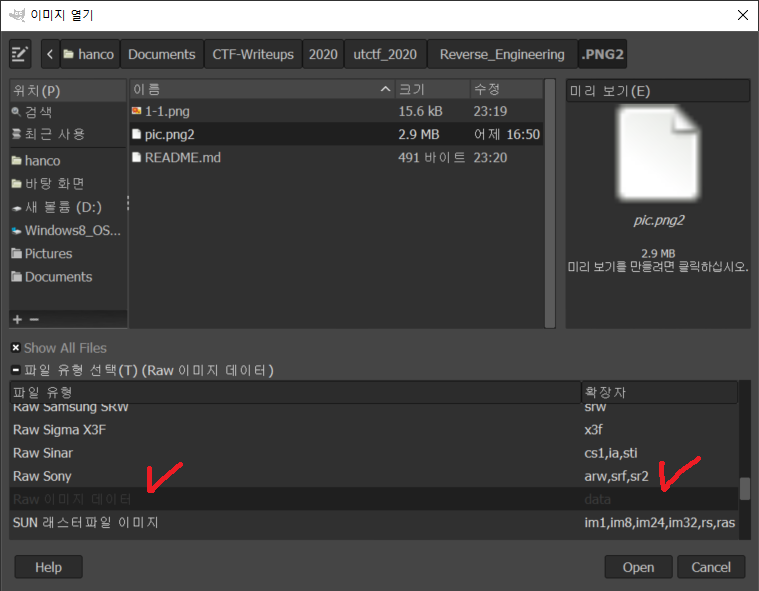 이미지 열기
hanco Documents CTF-Writeups 2020 utctf_2020 Reverse_Engineering .PNG2
위치(P)
검색
최근 사용
hanco
바탕 화면
새 볼륨 (D:)
Windows8_OS...
Pictures
Documents
이름 크기 수정
1-1.png 15.6 kB 23:19
pic.png2 2.9 MB 어제 16:50
README.md 491 바이트 23:20
미리 보기(E)
pic.png2
2.9 MB
미리 보기를 만들려면 클릭하십시오.
Show All Files
파일 유형 선택(T) (Raw 이미지 데이터)
파일 유형 확장자
Raw Samsung SRW srw
Raw Sigma X3F x3f
Raw Sinar cs1,ia,sti
Raw Sony arw,srf,sr2
Raw 이미지 데이터 data
SUN 래스터파일 이미지 im1,im8,im24,im32,rs,ras
Help Open Cancel